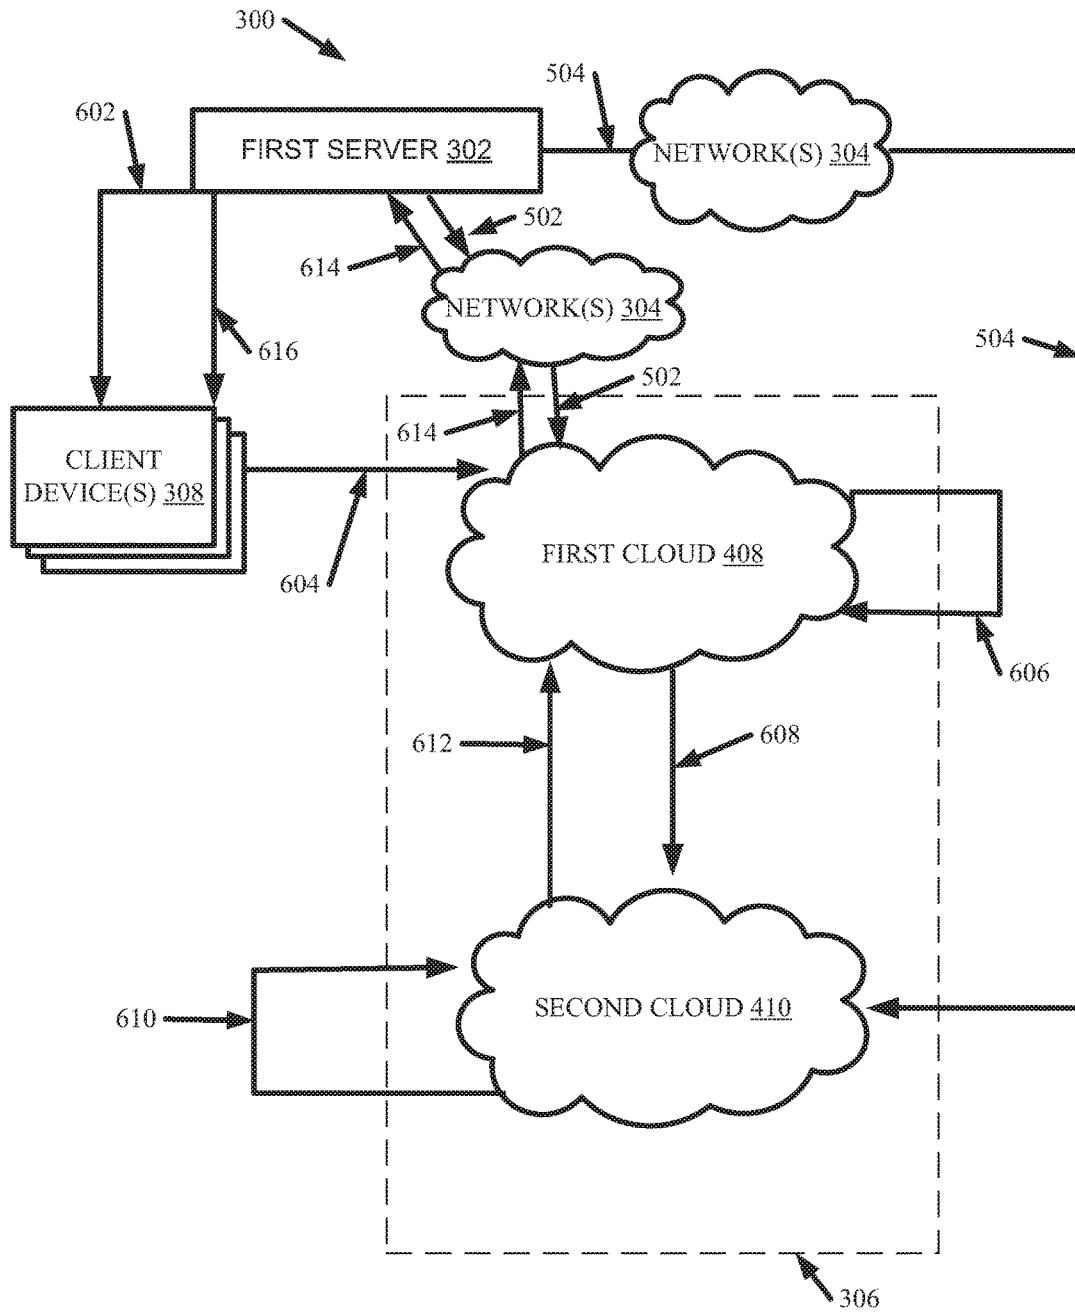 300
504
602
FIRST SERVER 302
NETWORK(S) 304
502
614
NETWORK(S) 304
504
616
502
614
CLIENT
DEVICE(S) 308
FIRST CLOUD 408
604
606
612
608
SECOND CLOUD 410
610
306